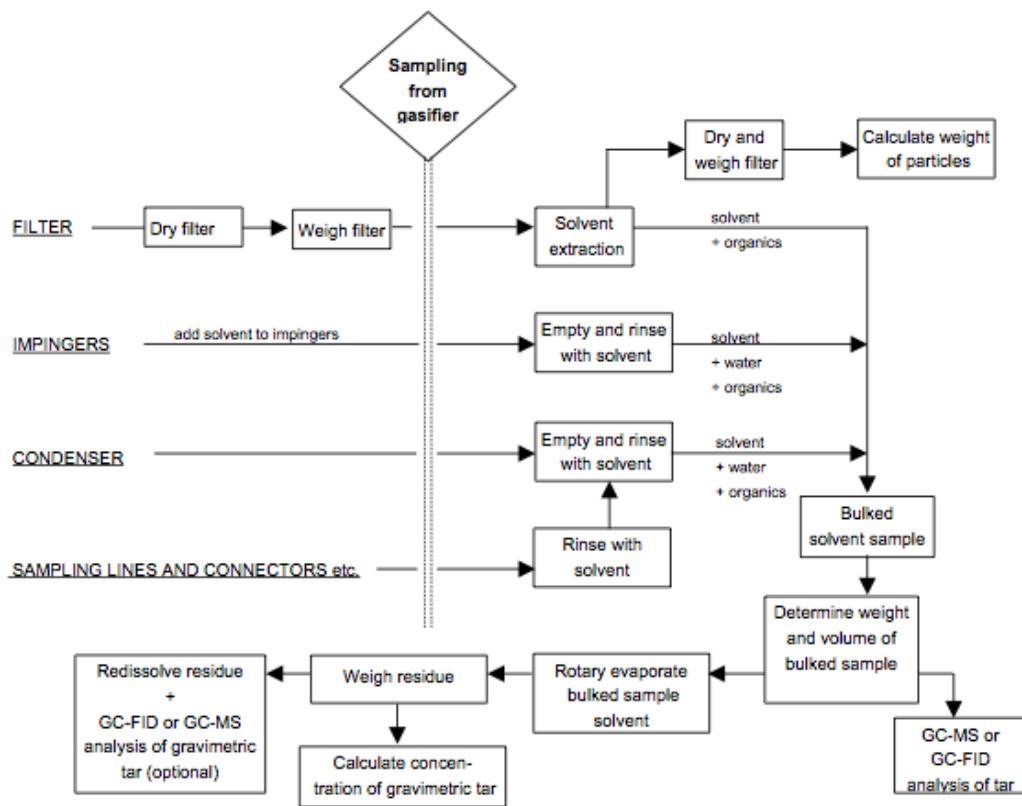 Sampling
from
gasifier
Dry and
weigh filter
Calculate weight
of particles
FILTER
Dry filter
Weigh filter
Solvent
extraction
solvent
+ organics
IMPINGERS
add solvent to impingers
Empty and rinse
with solvent
solvent
+ water
+ organics
CONDENSER
Empty and rinse
with solvent
solvent
+ water
+ organics
SAMPLING LINES AND CONNECTORS etc.
Rinse with
solvent
Bulked
solvent sample
Determine weight
and volume of
bulked sample
Redissolve residue
+
GC-FID or GC-MS
analysis of gravimetric
tar (optional)
Weigh residue
Rotary evaporate
bulked sample
solvent
Calculate concen-
tration of gravimetric tar
GC-MS or
GC-FID
analysis of tar